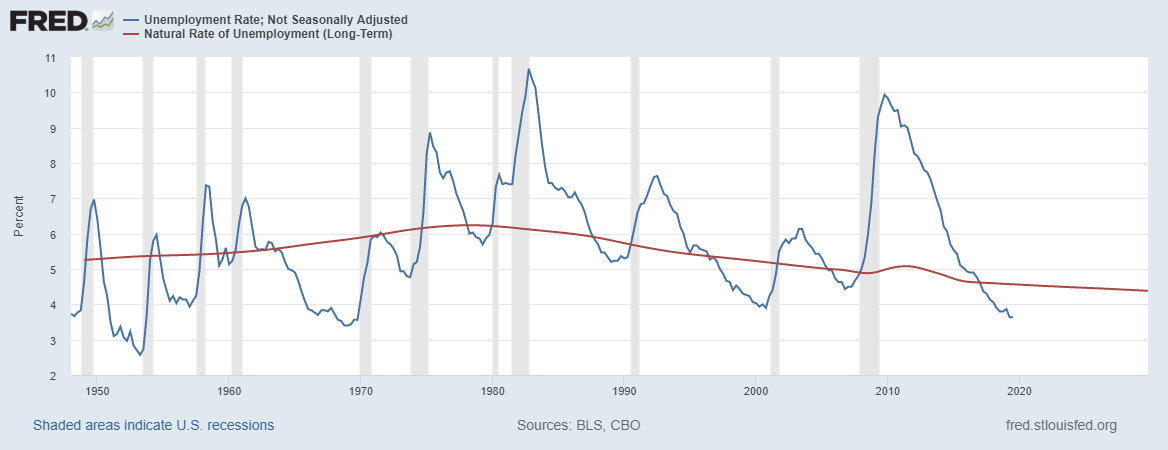 FRED
Unemployment Rate; Not Seasonally Adjusted
Natural Rate of Unemployment (Long-Term)
Percent
11
10
9
8
7
6
5
4
3
2
1950 1960 1970 1980 1990 2000 2010 2020
Shaded areas indicate U.S. recessions Sources: BLS, CBO fred.stlouisfed.org